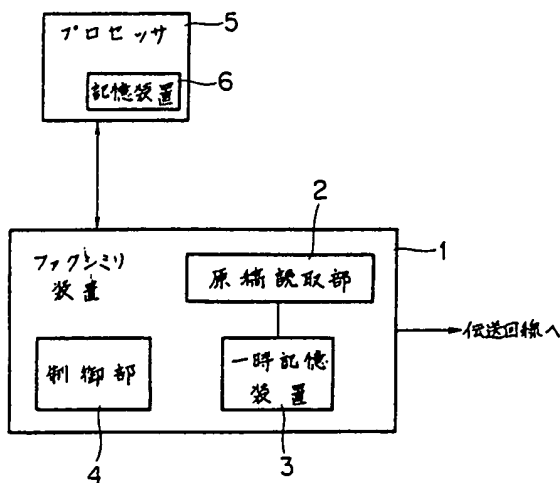 プロセッサ
5
記憶装置
6
2
1
ファクシミリ
装置
原稿読取部
伝送回線へ
制御部
一時記憶
装置
4
3